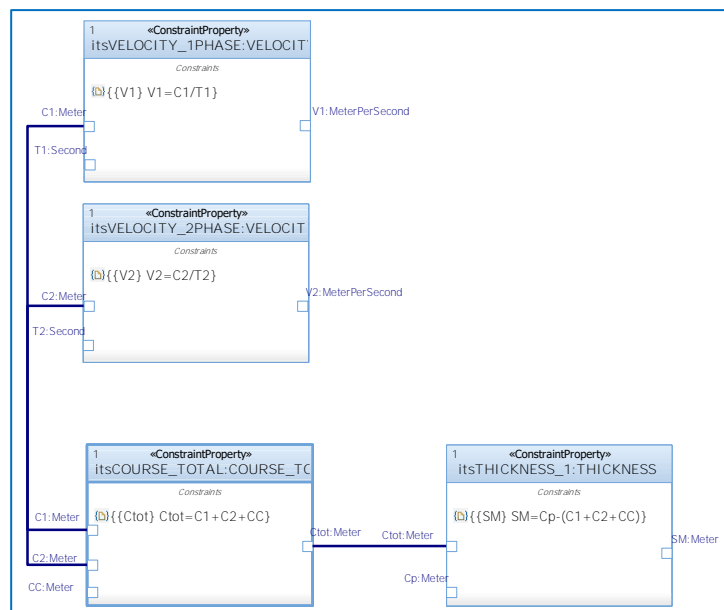 1
«ConstraintProperty»
itsVELOCITY_1PHASE:VELOCIT
Constraints
{{V1} V1=C1/T1}
C1:Meter
V1:MeterPerSecond
T1:Second
1
«ConstraintProperty»
itsVELOCITY_2PHASE:VELOCIT
Constraints
{{V2} V2=C2/T2}
C2:Meter
V2:MeterPerSecond
T2:Second
1
«ConstraintProperty»
itsCOURSE_TOTAL:COURSE_TO
Constraints
{{Ctot} Ctot=C1+C2+CC}
C1:Meter
C2:Meter
CC:Meter
Ctot:Meter
1
«ConstraintProperty»
itsTHICKNESS_1:THICKNESS
Constraints
{{SM} SM=Cp-(C1+C2+CC)}
Ctot:Meter
SM:Meter
Cp:Meter